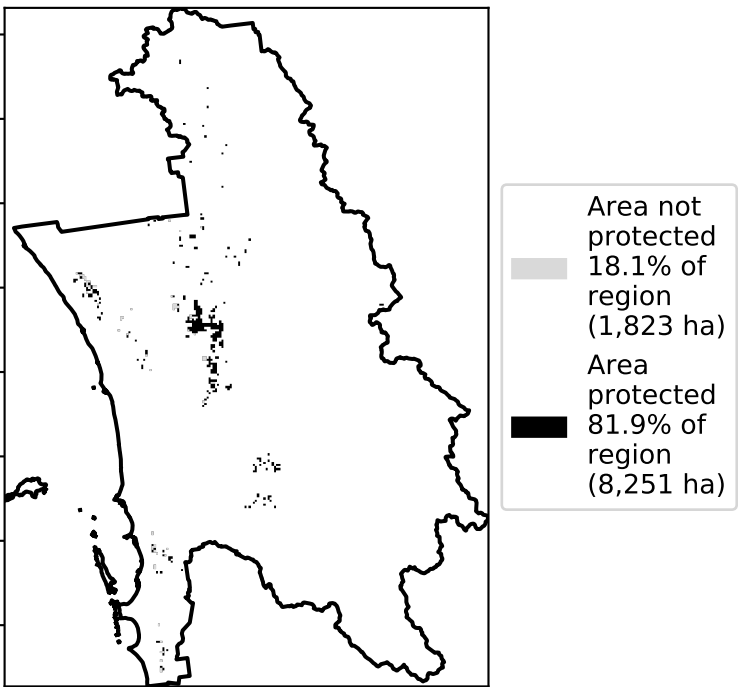 Area not
protected
18.1% of
region
(1,823 ha)
Area
protected
81.9% of
region
(8,251 ha)